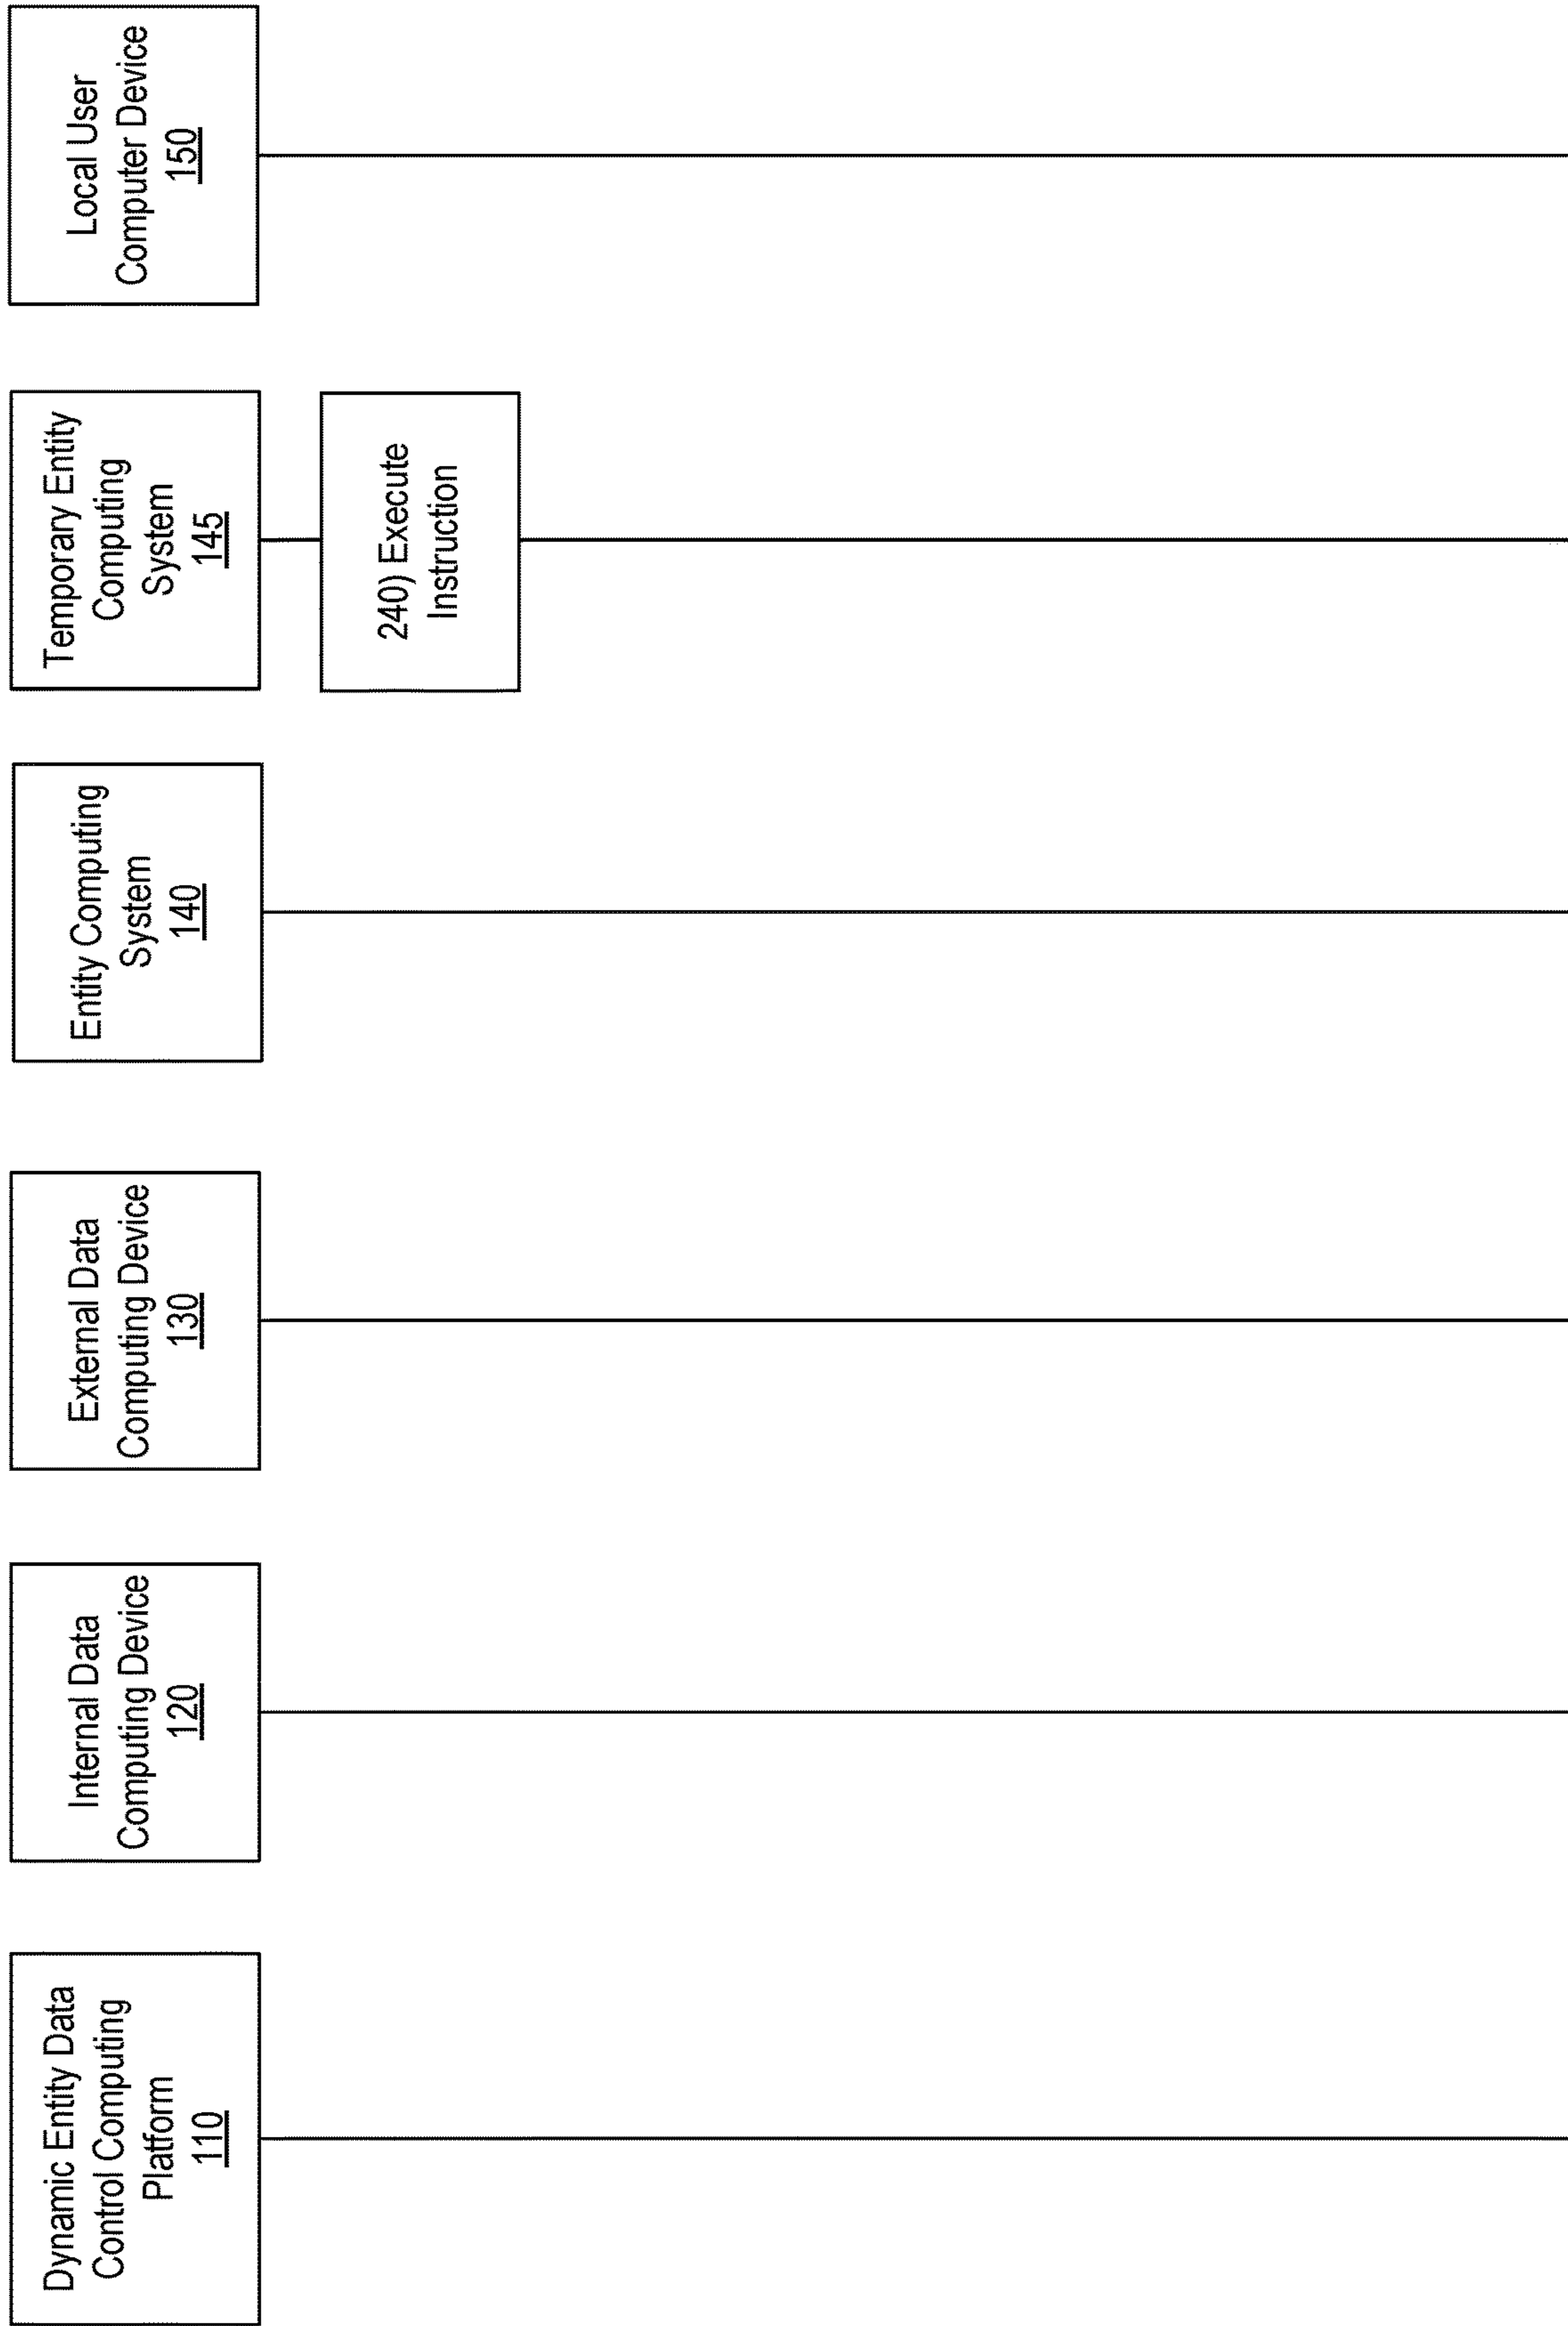 Dynamic Entity Data
Control Computing
Platform
110
Internal Data
Computing Device
120
External Data
Computing Device
130
Entity Computing
System
140
Temporary Entity
Computing
System
145
Local User
Computer Device
150
240) Execute
Instruction